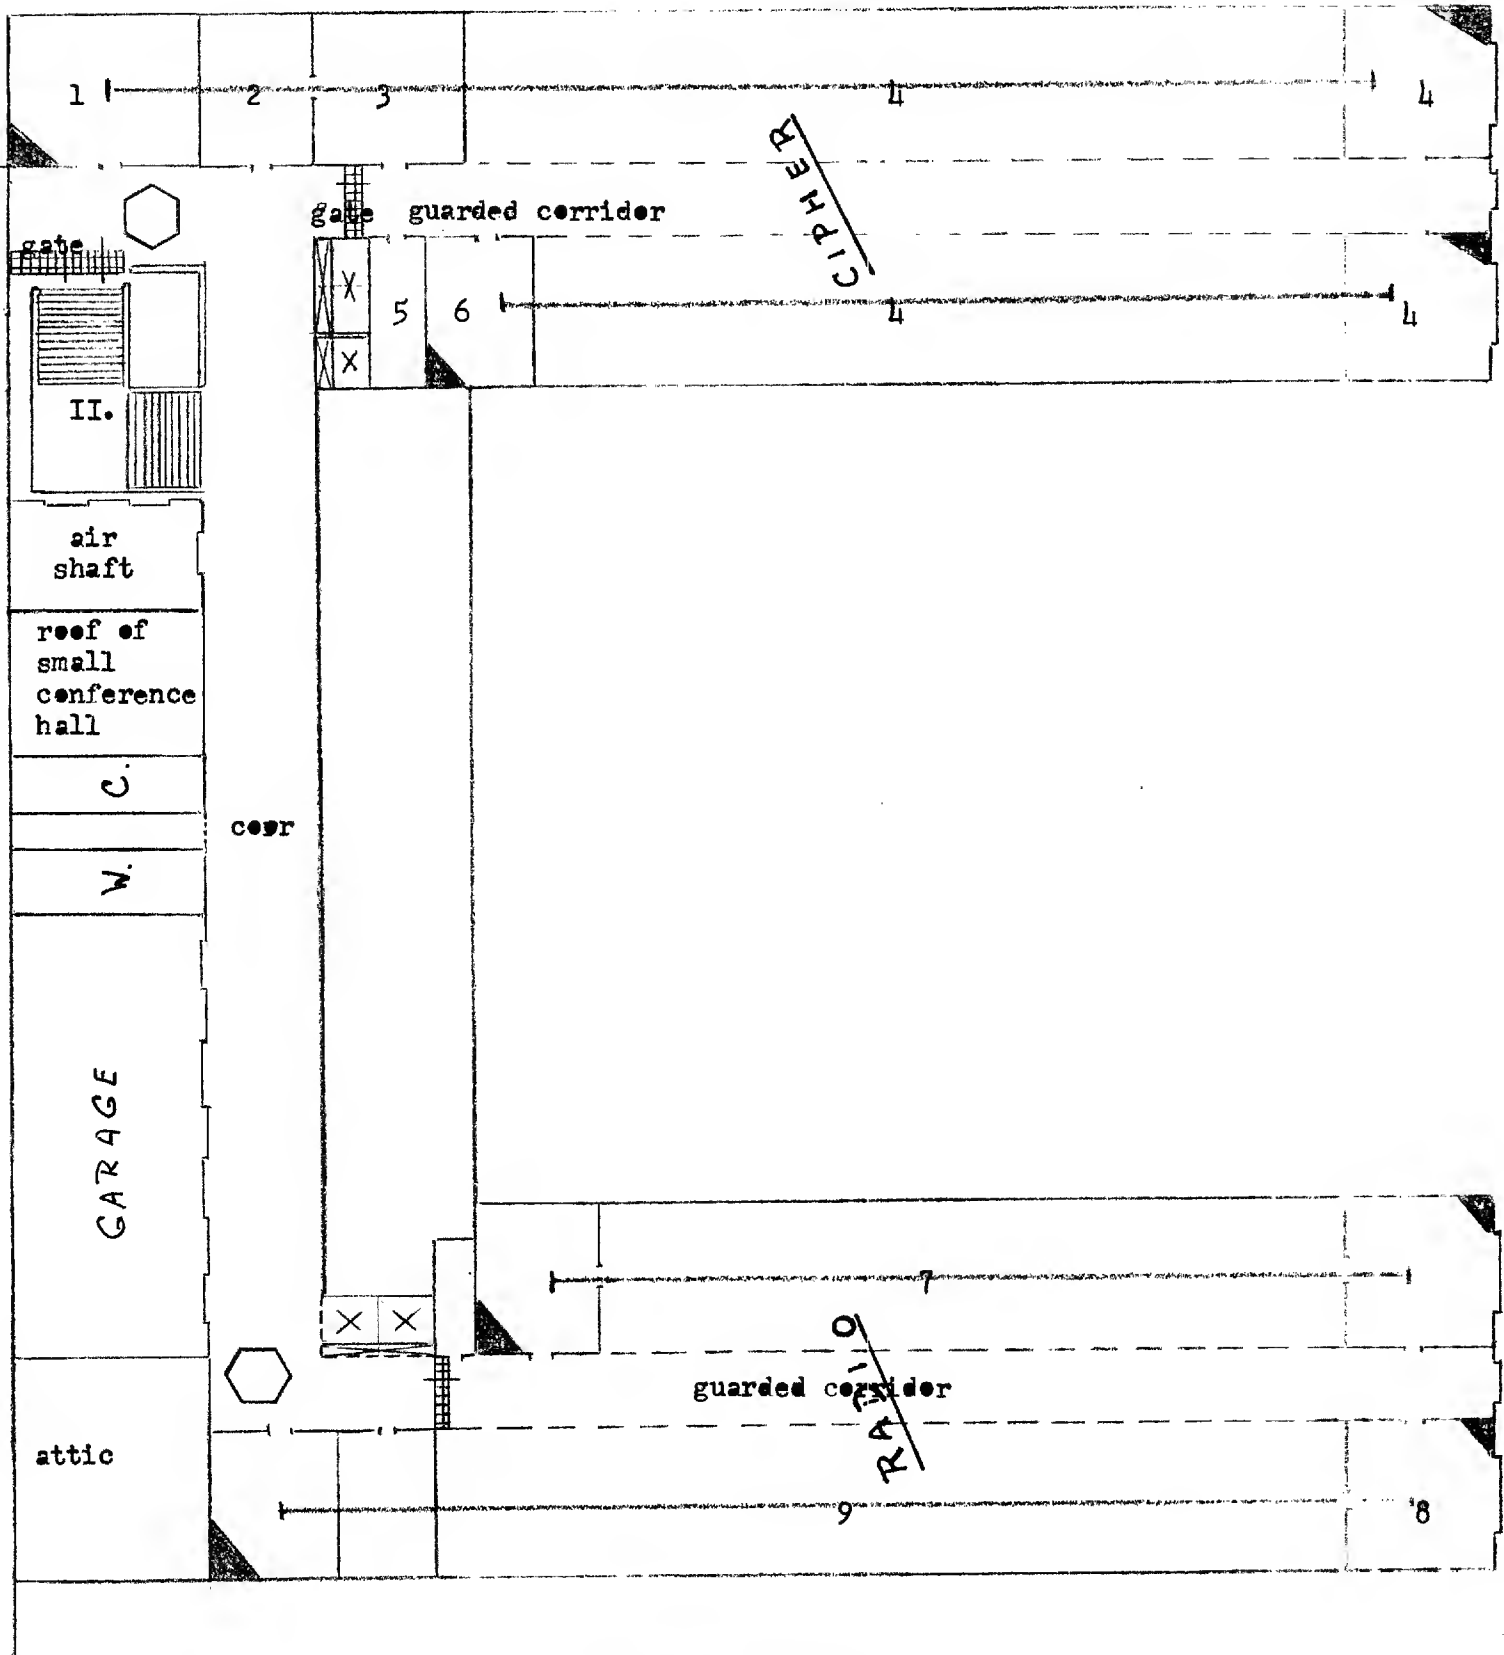 1 2 3 4 4
CIPHER
gate guarded corridor
gate
5 6 4 4
II.
air
shaft
roof of
small
conference
hall
W. C.
corr
GARAGE
7
RADIO
guarded corridor
attic
9 8